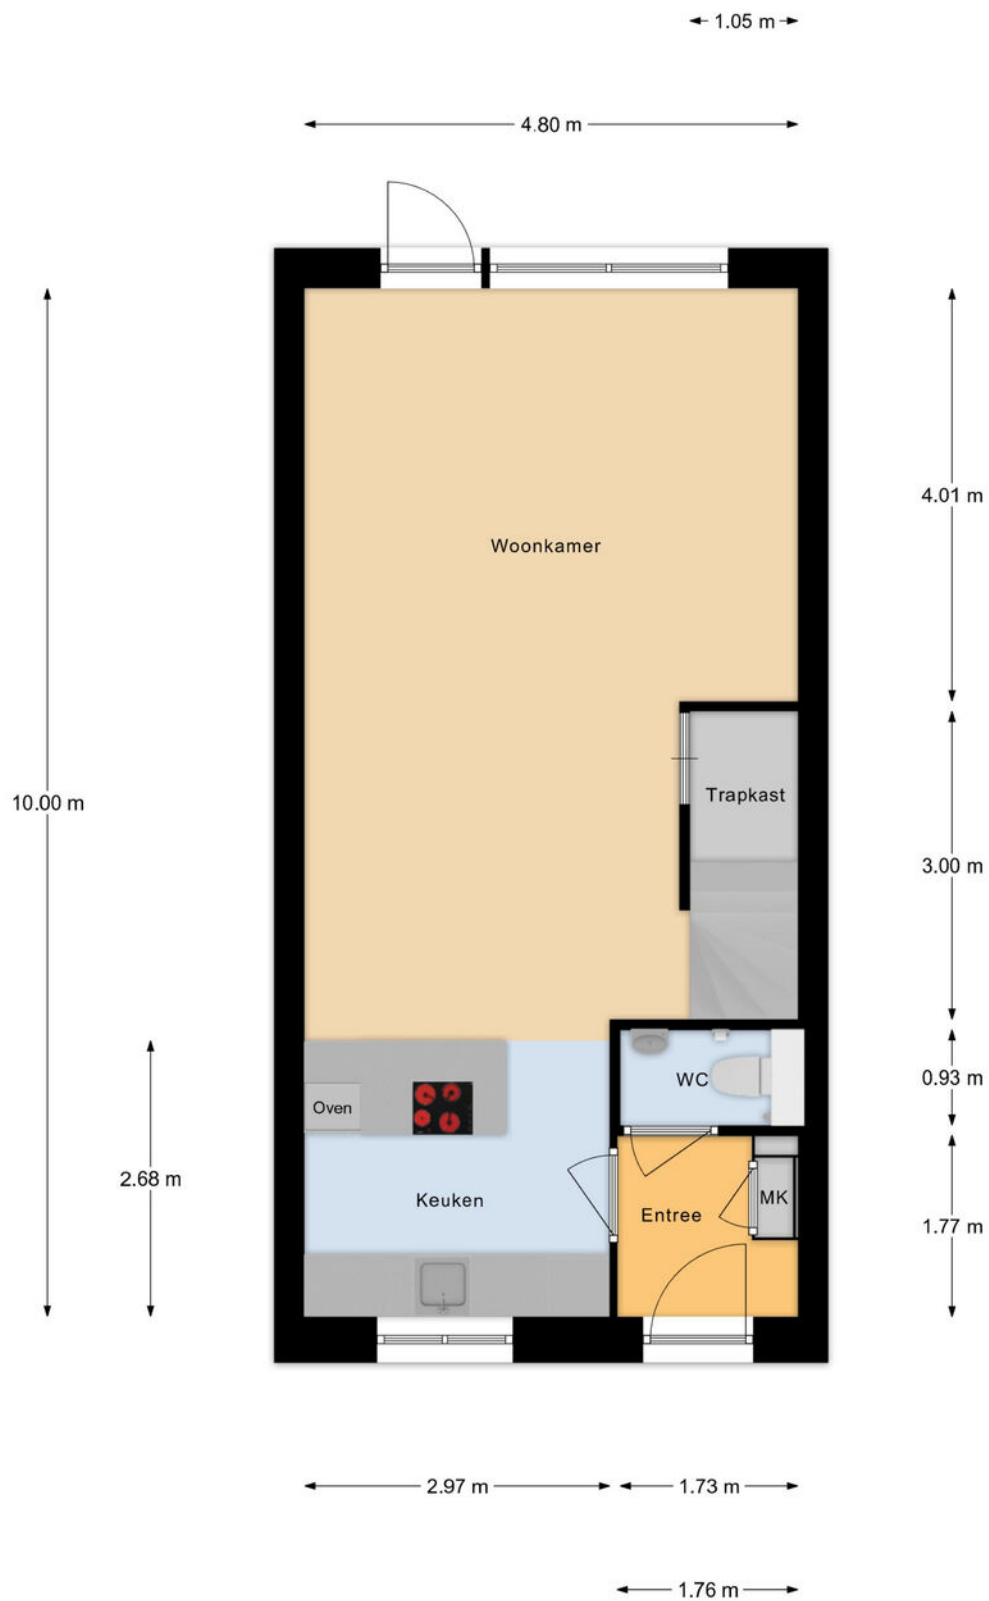 1.05 m
4.80 m
Woonkamer
4.01 m
Trapkast
10.00 m
3.00 m
WC
0.93 m
Oven
2.68 m
Keuken
Entree
MK
1.77 m
2.97 m
1.73 m
1.76 m